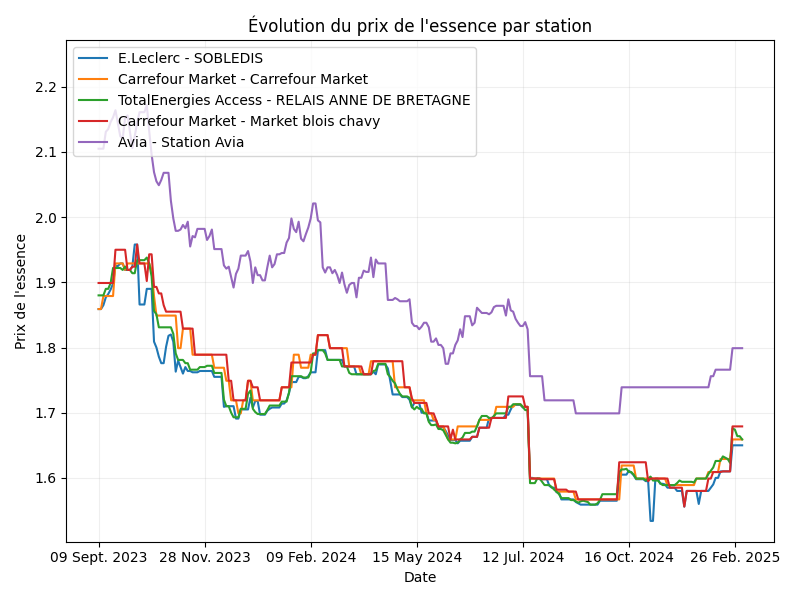 Évolution du prix de l'essence par station
E.Leclerc - SOBLEDIS
Carrefour Market - Carrefour Market
TotalEnergies Access - RELAIS ANNE DE BRETAGNE
Carrefour Market - Market blois chavy
Avia - Station Avia
Prix de l'essence
2.2
2.1
2.0
1.9
1.8
1.7
1.6
09 Sept. 2023
28 Nov. 2023
09 Feb. 2024
15 May 2024
12 Jul. 2024
16 Oct. 2024
26 Feb. 2025
Date